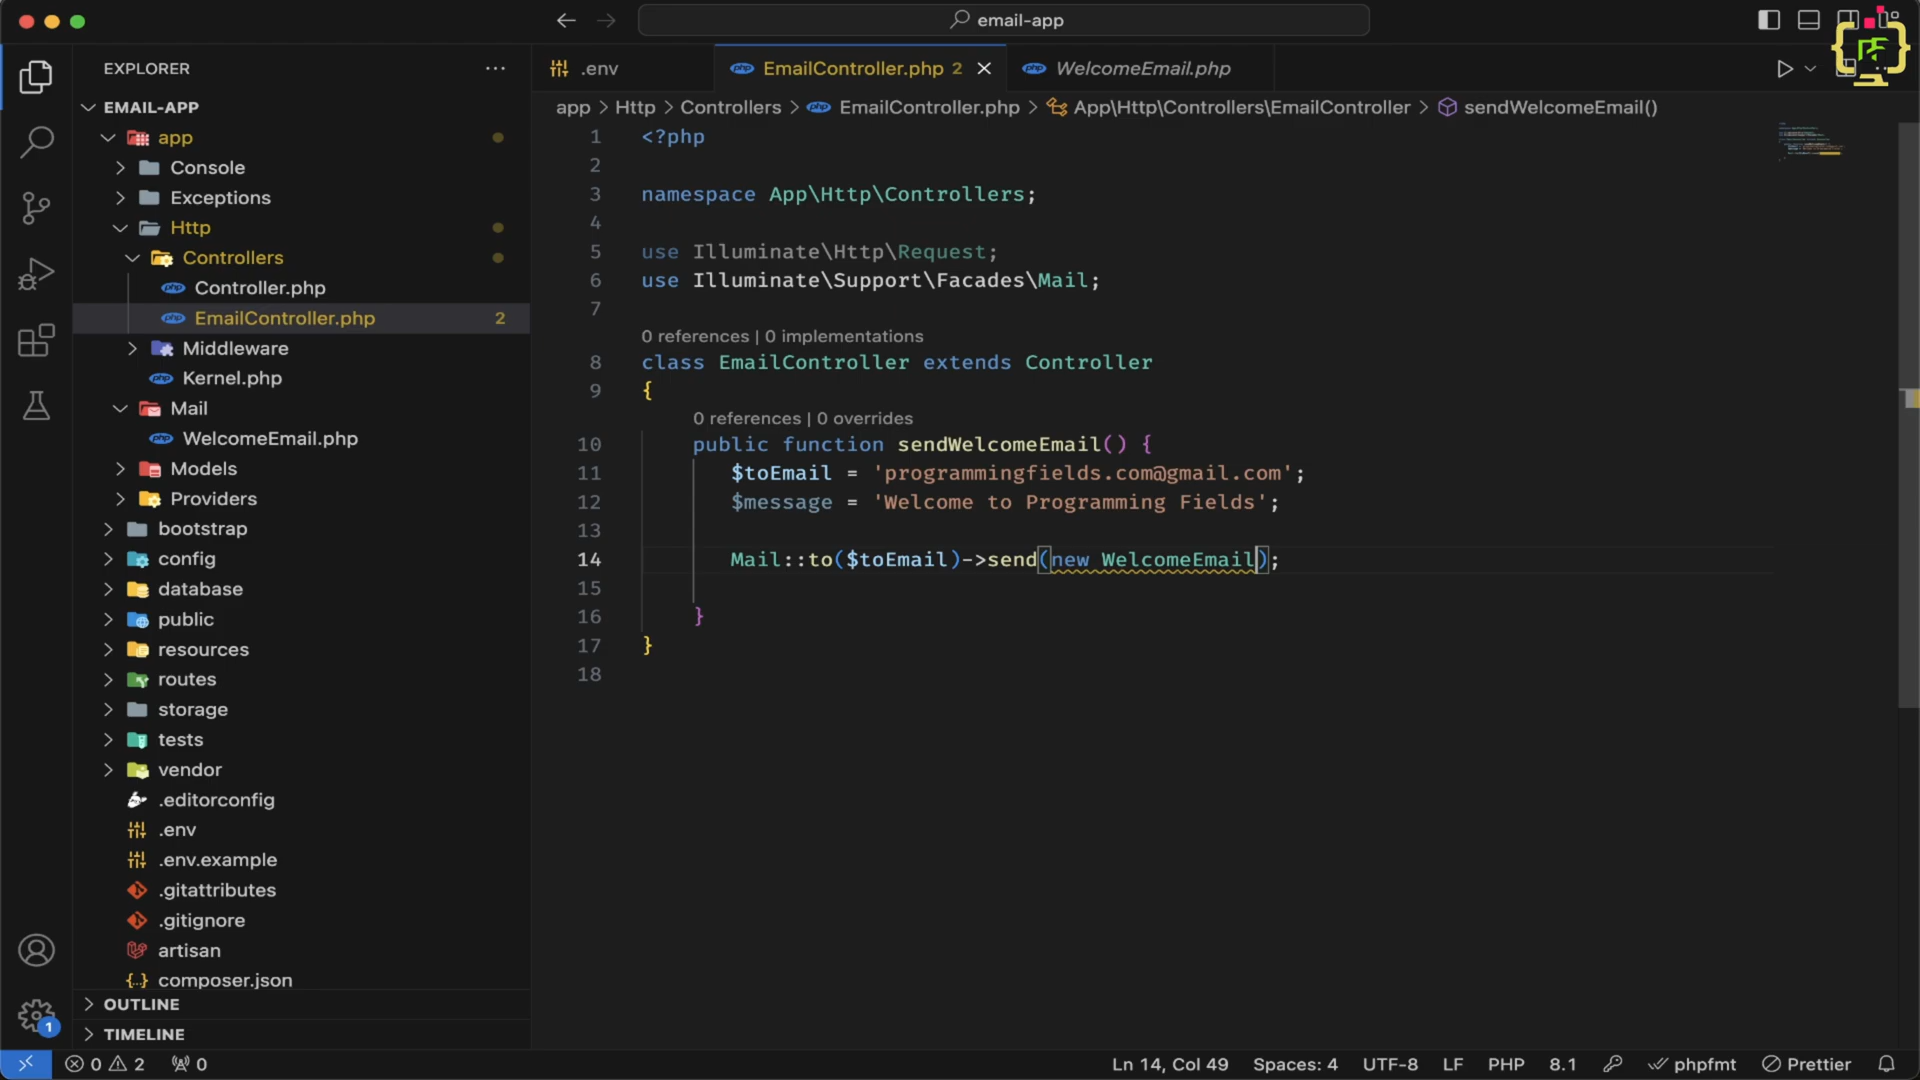 email-app
EXPLORER
EMAIL-APP
app
Console
Exceptions
Http
Controllers
Controller.php
EmailController.php 2
Middleware
Kernel.php
Mail
WelcomeEmail.php
Models
Providers
bootstrap
config
database
public
resources
routes
storage
tests
vendor
.editorconfig
.env
.env.example
.gitattributes
.gitignore
artisan
composer.json
OUTLINE
TIMELINE
.env
EmailController.php 2
WelcomeEmail.php
app > Http > Controllers > EmailController.php > App\Http\Controllers\EmailController > sendWelcomeEmail()
1 <?php
2
3 namespace App\Http\Controllers;
4
5 use Illuminate\Http\Request;
6 use Illuminate\Support\Facades\Mail;
7
0 references | 0 implementations
8 class EmailController extends Controller
9 {
0 references | 0 overrides
10 public function sendWelcomeEmail() {
11 $toEmail = 'programmingfields.com@gmail.com';
12 $message = 'Welcome to Programming Fields';
13
14 Mail::to($toEmail)->send(new WelcomeEmail);
15
16 }
17 }
18
1
0 2 0
Ln 14, Col 49 Spaces: 4 UTF-8 LF PHP 8.1 phpfmt Prettier